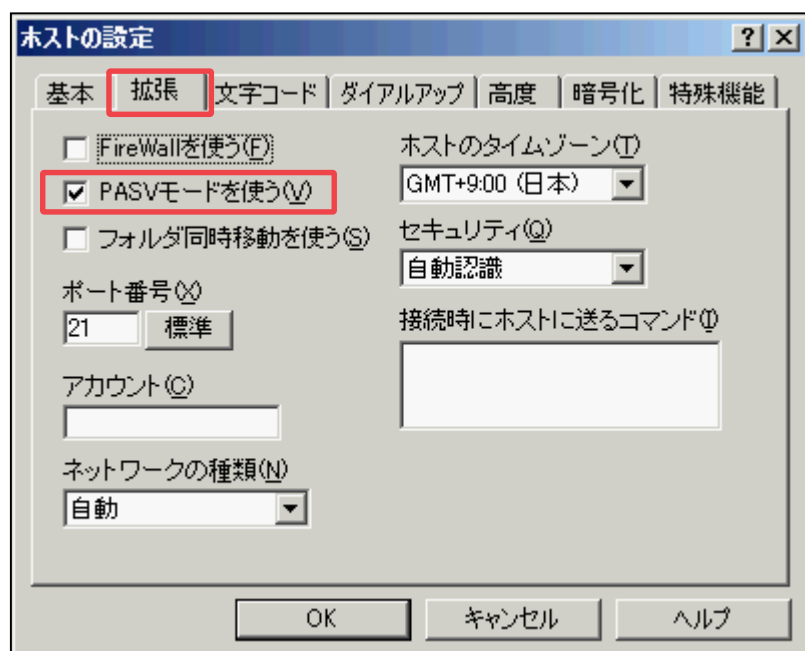 ホストの設定
基本 拡張 文字コード ダイアルアップ 高度 暗号化 特殊機能
FireWallを使う(F)
PASVモードを使う(V)
フォルダ同時移動を使う(S)
ポート番号(X)
21 標準
アカウント(C)
ネットワークの種類(N)
自動
ホストのタイムゾーン(T)
GMT+9:00 (日本)
セキュリティ(Q)
自動認識
接続時にホストに送るコマンド(I)
OK キャンセル ヘルプ